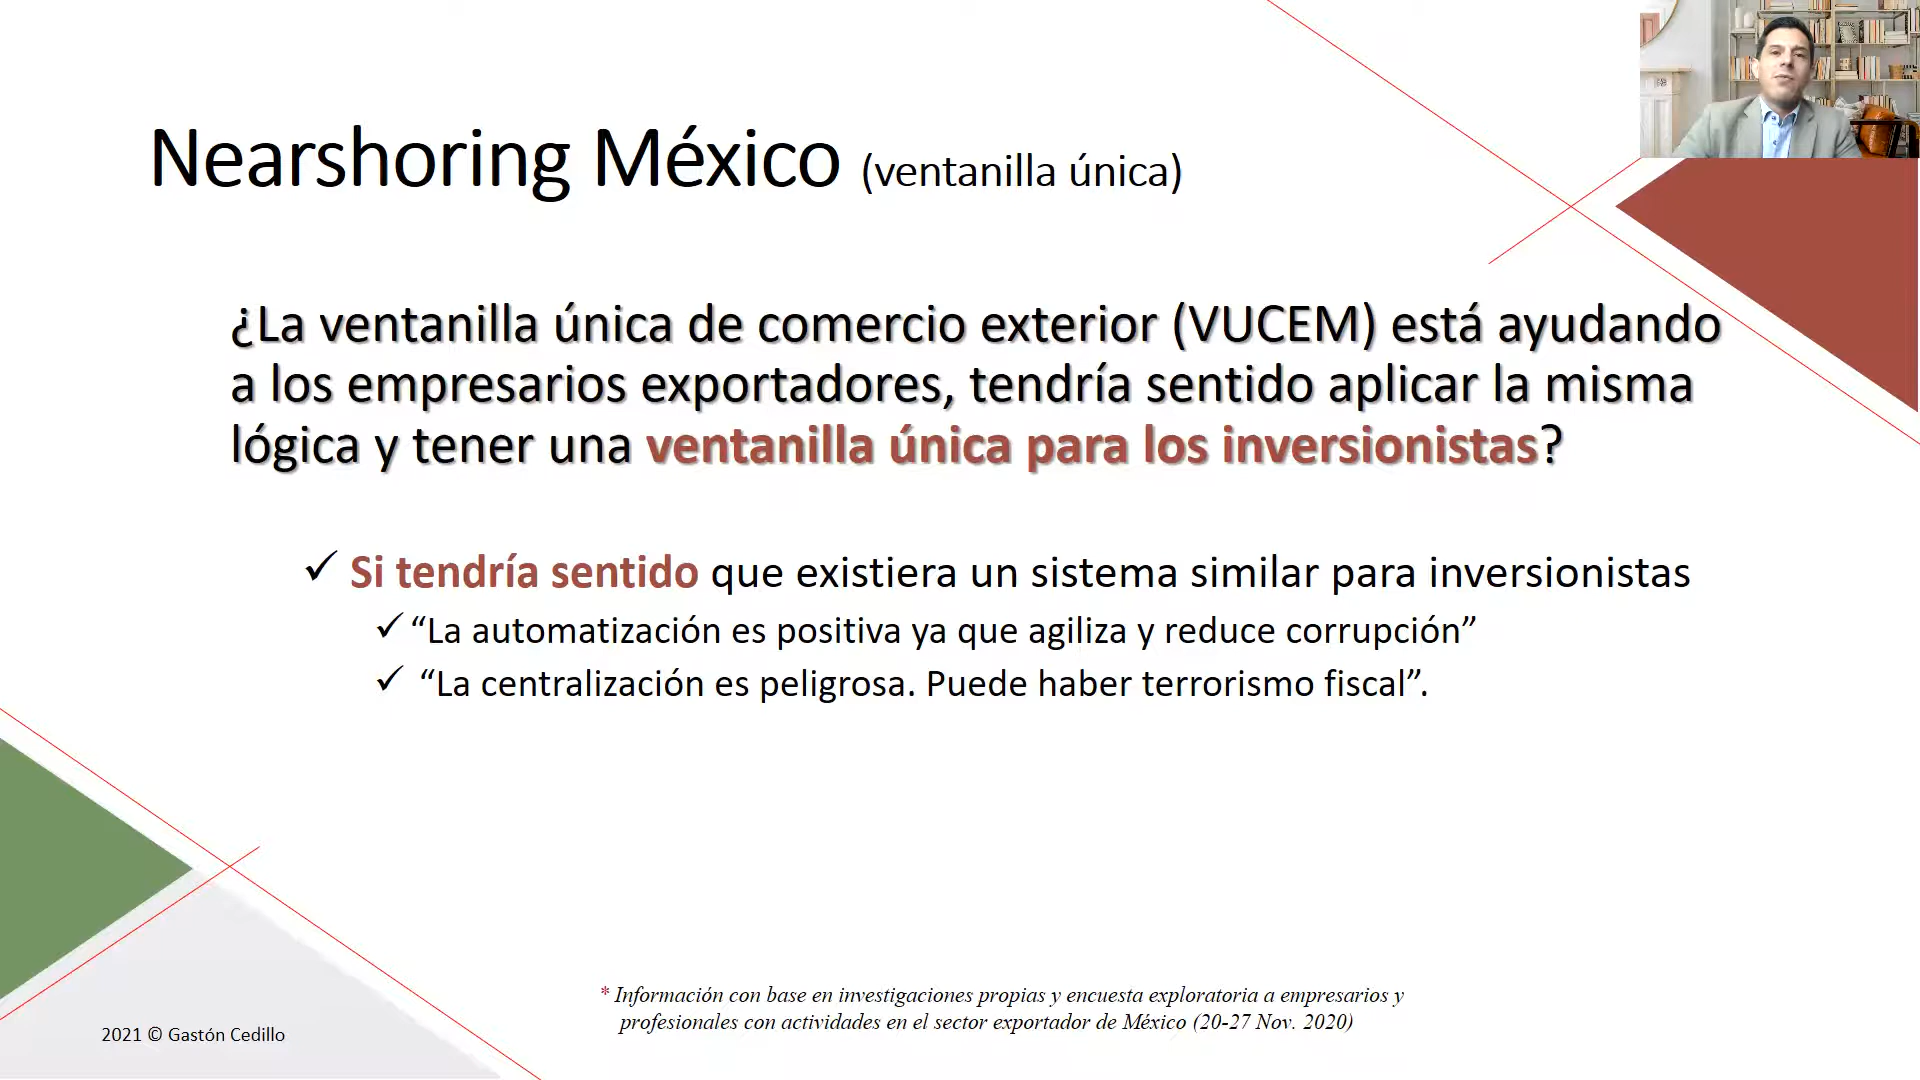 Nearshoring México (ventanilla única)
¿La ventanilla única de comercio exterior (VUCEM) está ayudando
a los empresarios exportadores, tendría sentido aplicar la misma
lógica y tener una ventanilla única para los inversionistas?
✓ Si tendría sentido que existiera un sistema similar para inversionistas
✓ “La automatización es positiva ya que agiliza y reduce corrupción”
✓ “La centralización es peligrosa. Puede haber terrorismo fiscal”.
* Información con base en investigaciones propias y encuesta exploratoria a empresarios y
profesionales con actividades en el sector exportador de México (20-27 Nov. 2020)
2021 © Gastón Cedillo